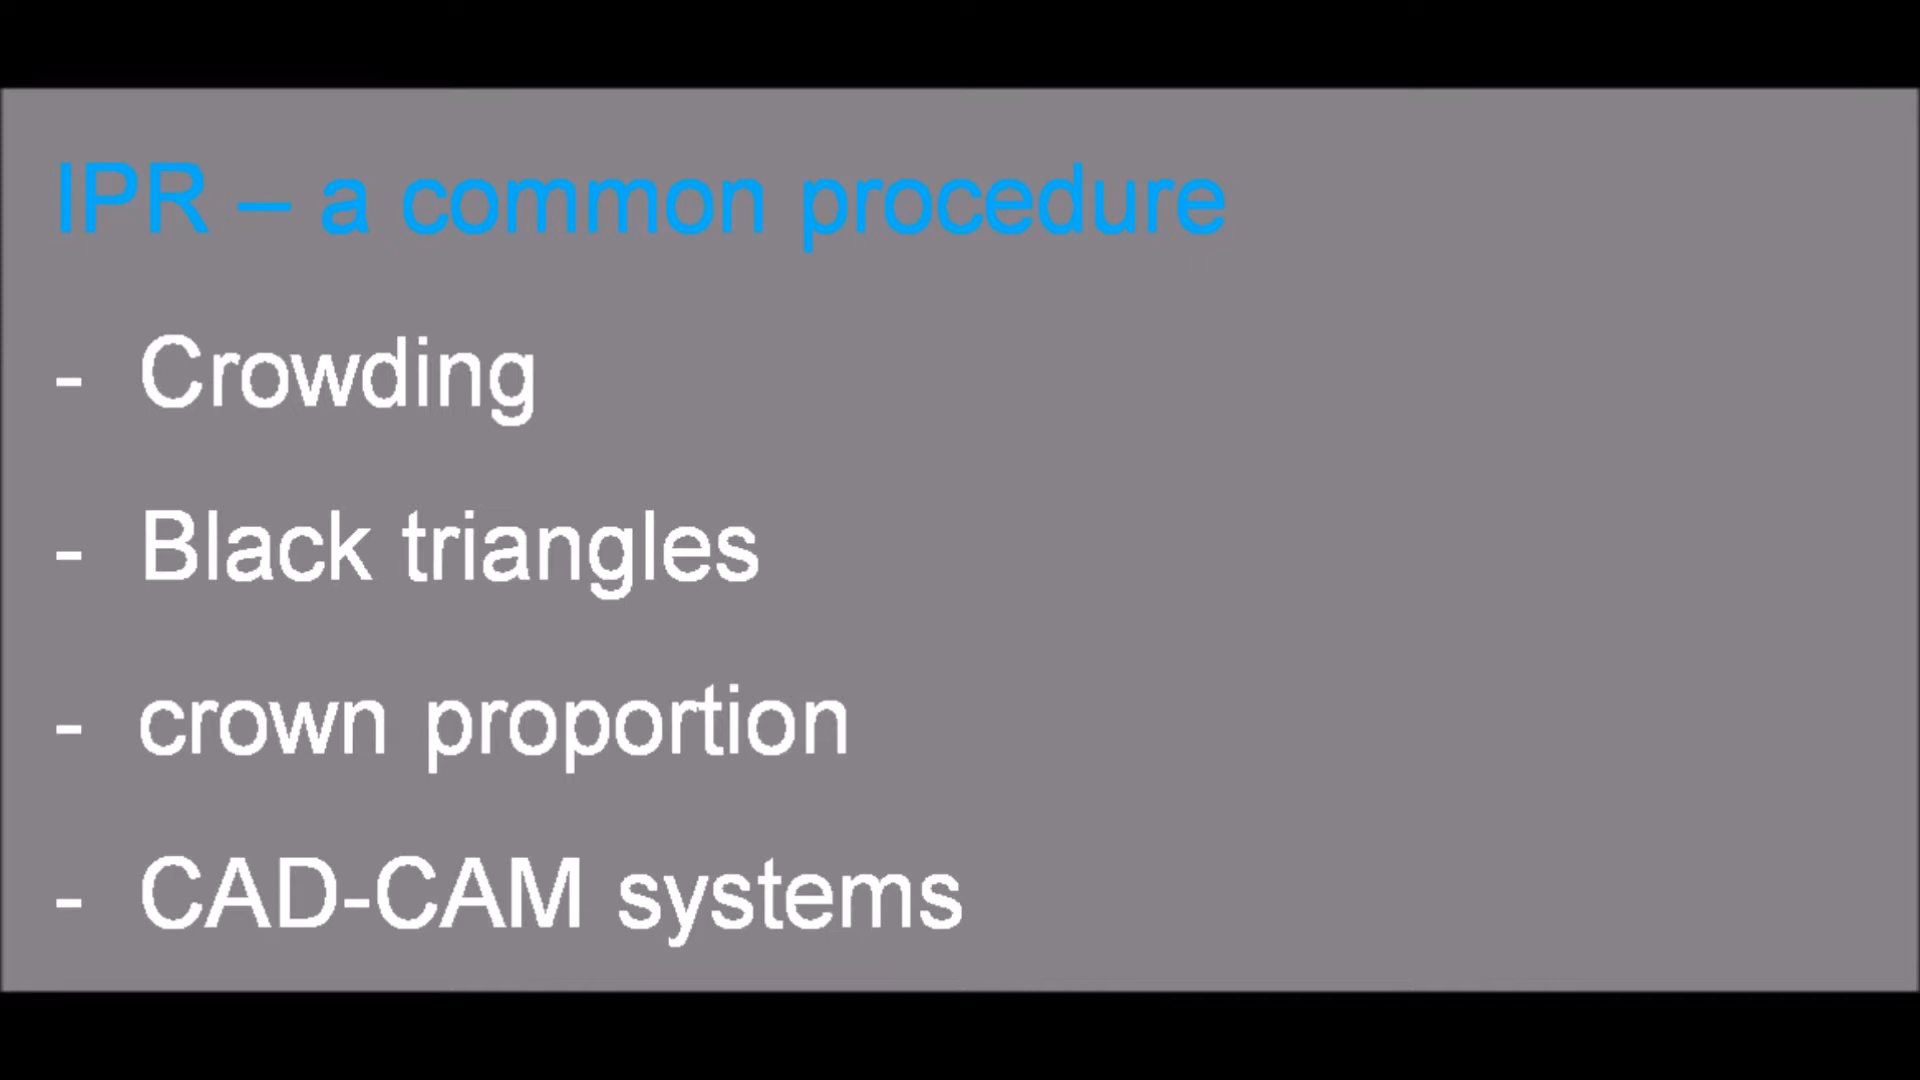 IPR – a common procedure
- Crowding
- Black triangles
- crown proportion
- CAD-CAM systems